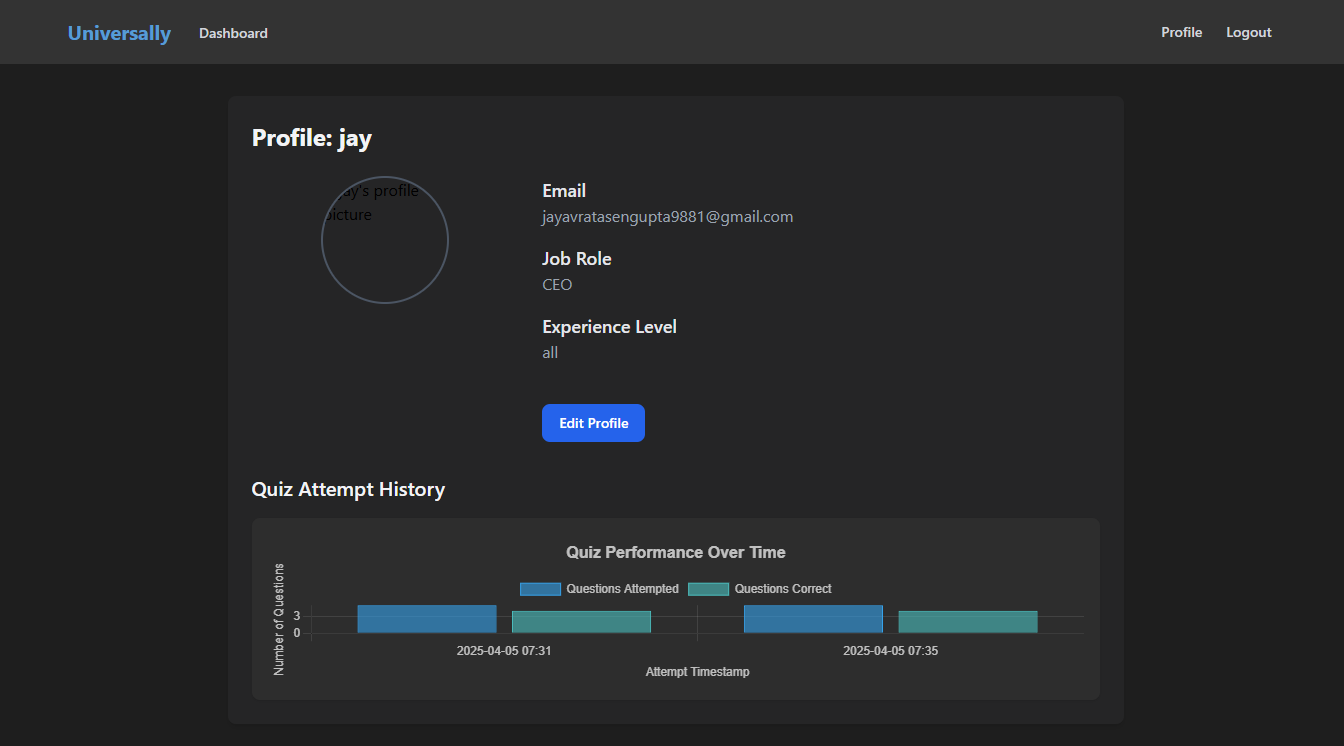 Universally
Dashboard
Profile
Logout
Profile: jay
jay's profile
picture
Email
jayavratasengupta9881@gmail.com
Job Role
CEO
Experience Level
all
Edit Profile
Quiz Attempt History
Quiz Performance Over Time
Questions Attempted
Questions Correct
Number of Questions
3
0
2025-04-05 07:31
2025-04-05 07:35
Attempt Timestamp